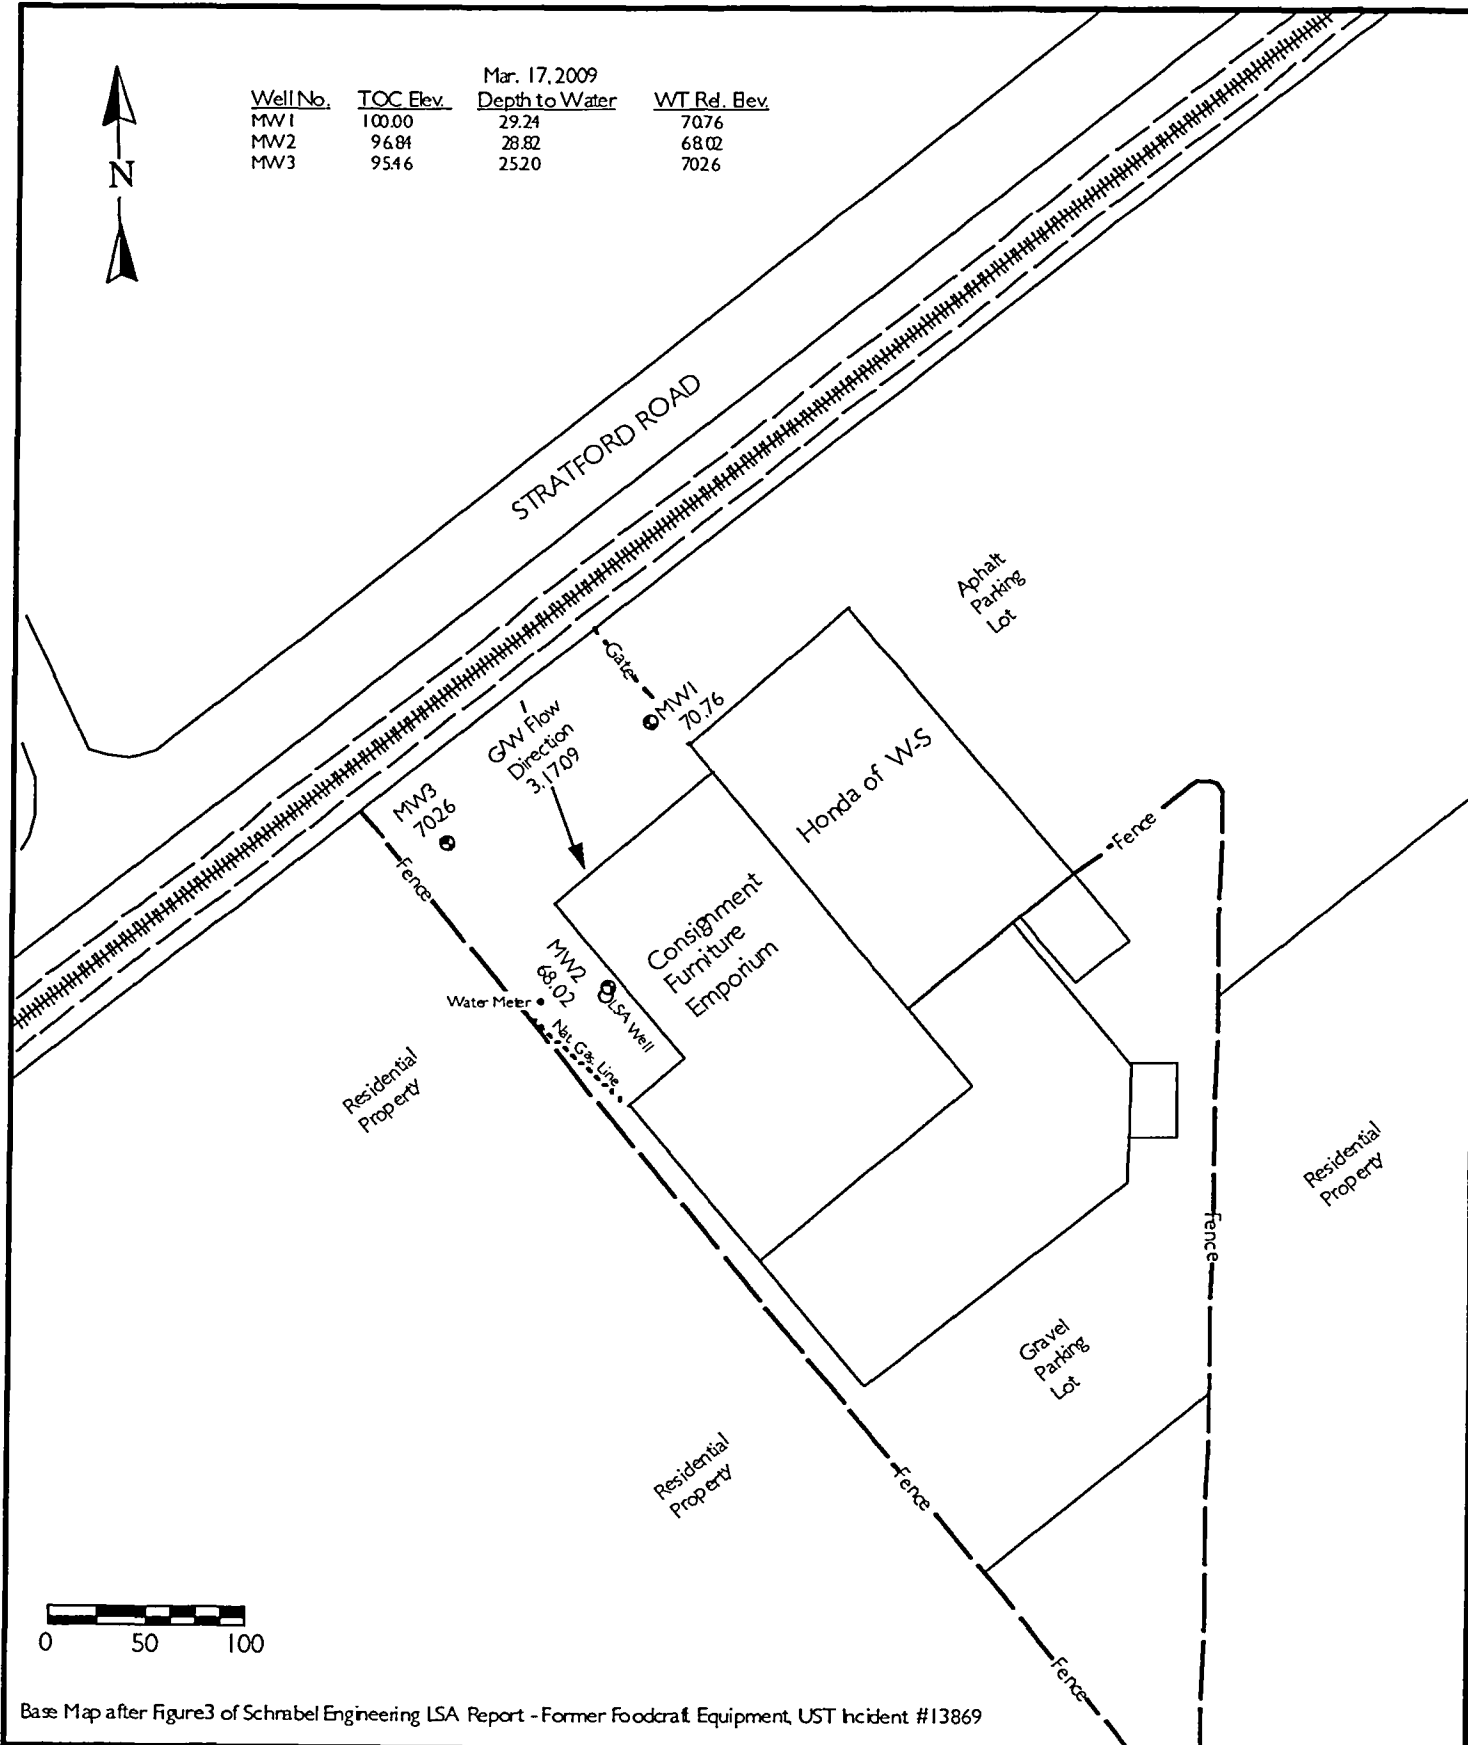 Mar. 17, 2009
Well No. TOC Elev. Depth to Water WT Rel. Elev.
MW1 100.00 29.24 70.76
MW2 96.84 28.82 68.02
MW3 95.46 25.20 70.26
N
STRATFORD ROAD
Aphalt
Parking
Lot
Gate
MW1
70.76
G/W Flow
Direction
3.17.09
MW3
70.26
Honda of W-S
Fence
Fence
Consignment
Furniture
Emporium
MW2
68.02
Water Meter
LSA Well
Nat. Gas. Line
Residential
Property
Residential
Property
Fence
Gravel
Parking
Lot
Residential
Property
Fence
Fence
0 50 100
Base Map after Figure3 of Schnabel Engineering LSA Report - Former Foodcraft Equipment, UST Incident #13869